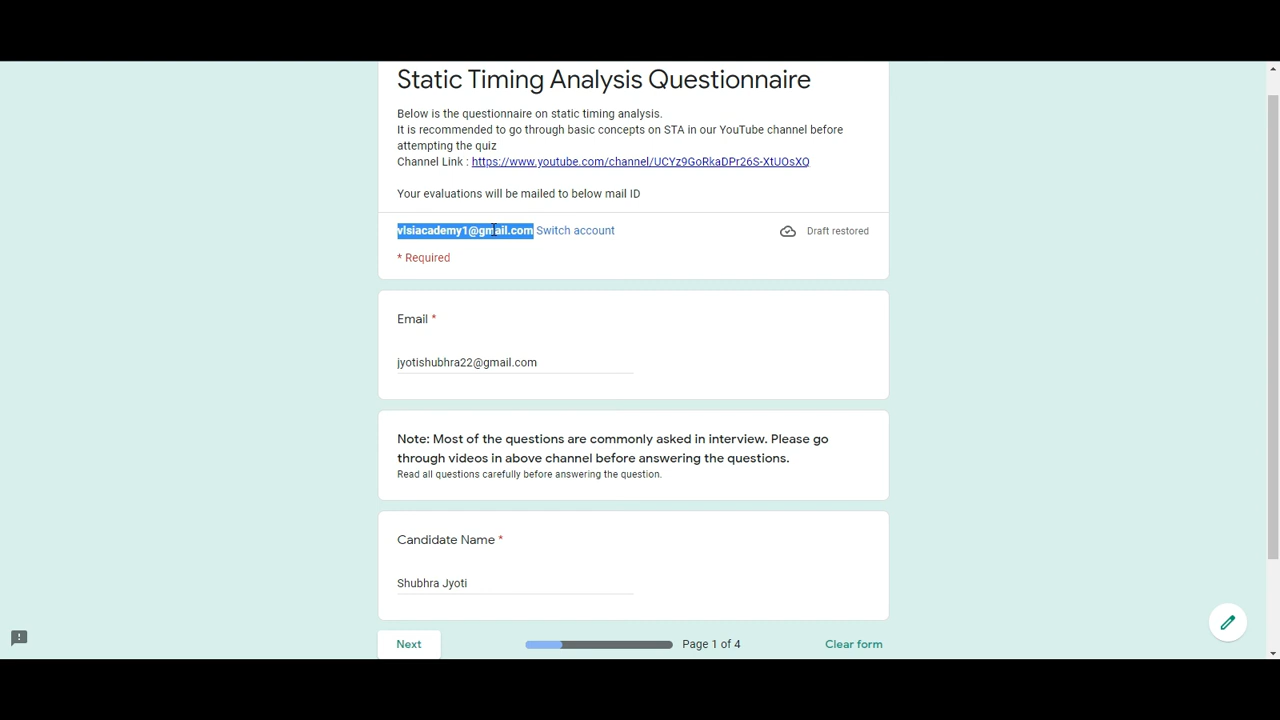 Static Timing Analysis Questionnaire
Below is the questionnaire on static timing analysis.
It is recommended to go through basic concepts on STA in our YouTube channel before
attempting the quiz
Channel Link : https://www.youtube.com/channel/UCYz9GoRkaDPr26S-XtUOsXQ
Your evaluations will be mailed to below mail ID
vlsiacademy1@gmail.com Switch account
Draft restored
* Required
Email *
jyotishubhra22@gmail.com
Note: Most of the questions are commonly asked in interview. Please go
through videos in above channel before answering the questions.
Read all questions carefully before answering the question.
Candidate Name *
Shubhra Jyoti
Next
Page 1 of 4
Clear form